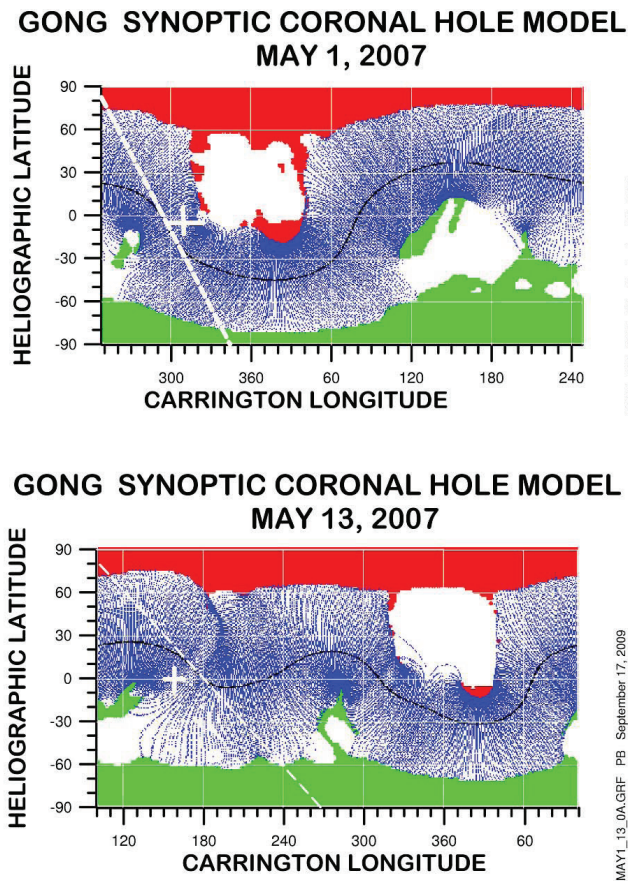 GONG SYNOPTIC CORONAL HOLE MODEL
MAY 1, 2007
HELIOGRAPHIC LATITUDE
90
60
30
0
-30
-60
-90
300 360 60 120 180 240
CARRINGTON LONGITUDE
GONG SYNOPTIC CORONAL HOLE MODEL
MAY 13, 2007
HELIOGRAPHIC LATITUDE
90
60
30
0
-30
-60
-90
120 180 240 300 360 60
CARRINGTON LONGITUDE
MAY1_13_0A.GRF PB September 17, 2009